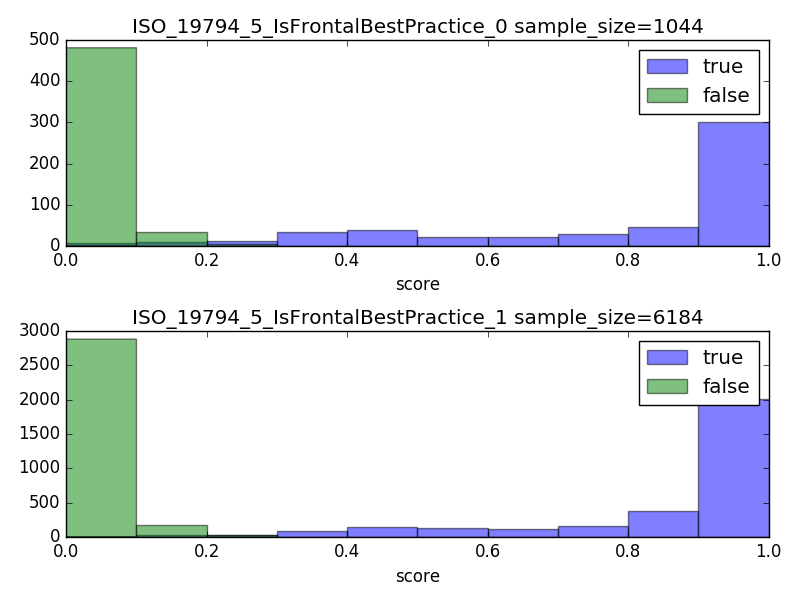 ISO_19794_5_IsFrontalBestPractice_0 sample_size=1044
500
400
300
200
100
0
true
false
0.0 0.2 0.4 0.6 0.8 1.0
score
ISO_19794_5_IsFrontalBestPractice_1 sample_size=6184
3000
2500
2000
1500
1000
500
0
true
false
0.0 0.2 0.4 0.6 0.8 1.0
score